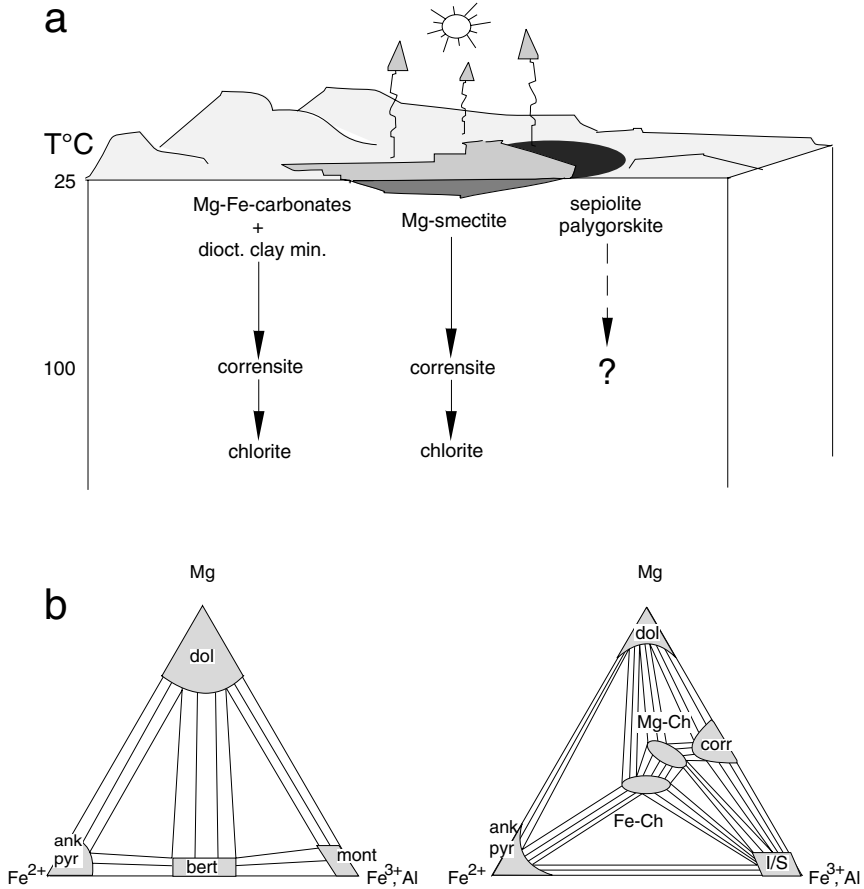 a
T°C
25
Mg-Fe-carbonates
+
dioct. clay min.
Mg-smectite
sepiolite
palygorskite
100
corrensite
corrensite
?
chlorite
chlorite
b
Mg
dol
ank
pyr
bert
mont
Fe2+
Fe3+,Al
Mg
dol
Mg-Ch
corr
Fe-Ch
ank
pyr
I/S
Fe2+
Fe3+,Al